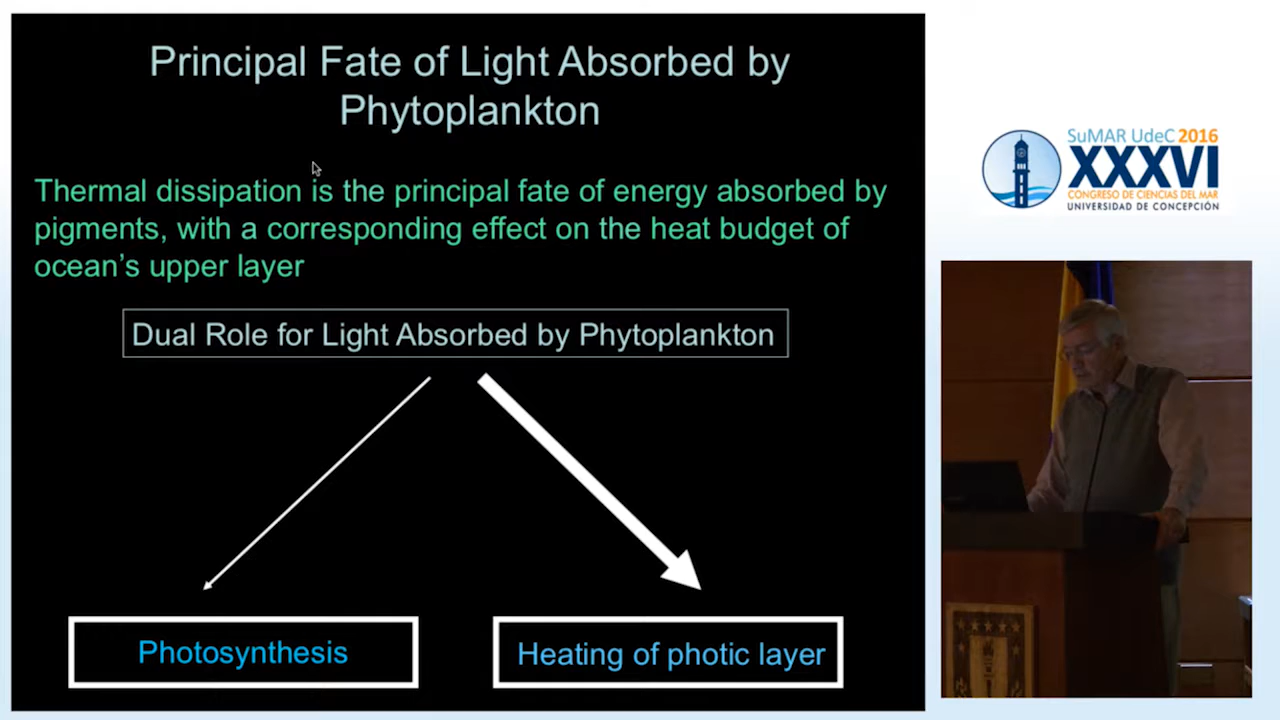 Principal Fate of Light Absorbed by
Phytoplankton
Thermal dissipation is the principal fate of energy absorbed by
pigments, with a corresponding effect on the heat budget of
ocean's upper layer
Dual Role for Light Absorbed by Phytoplankton
Photosynthesis
Heating of photic layer
SuMAR UdeC 2016
XXXVI
CONGRESO DE CIENCIAS DEL MAR
UNIVERSIDAD DE CONCEPCIÓN